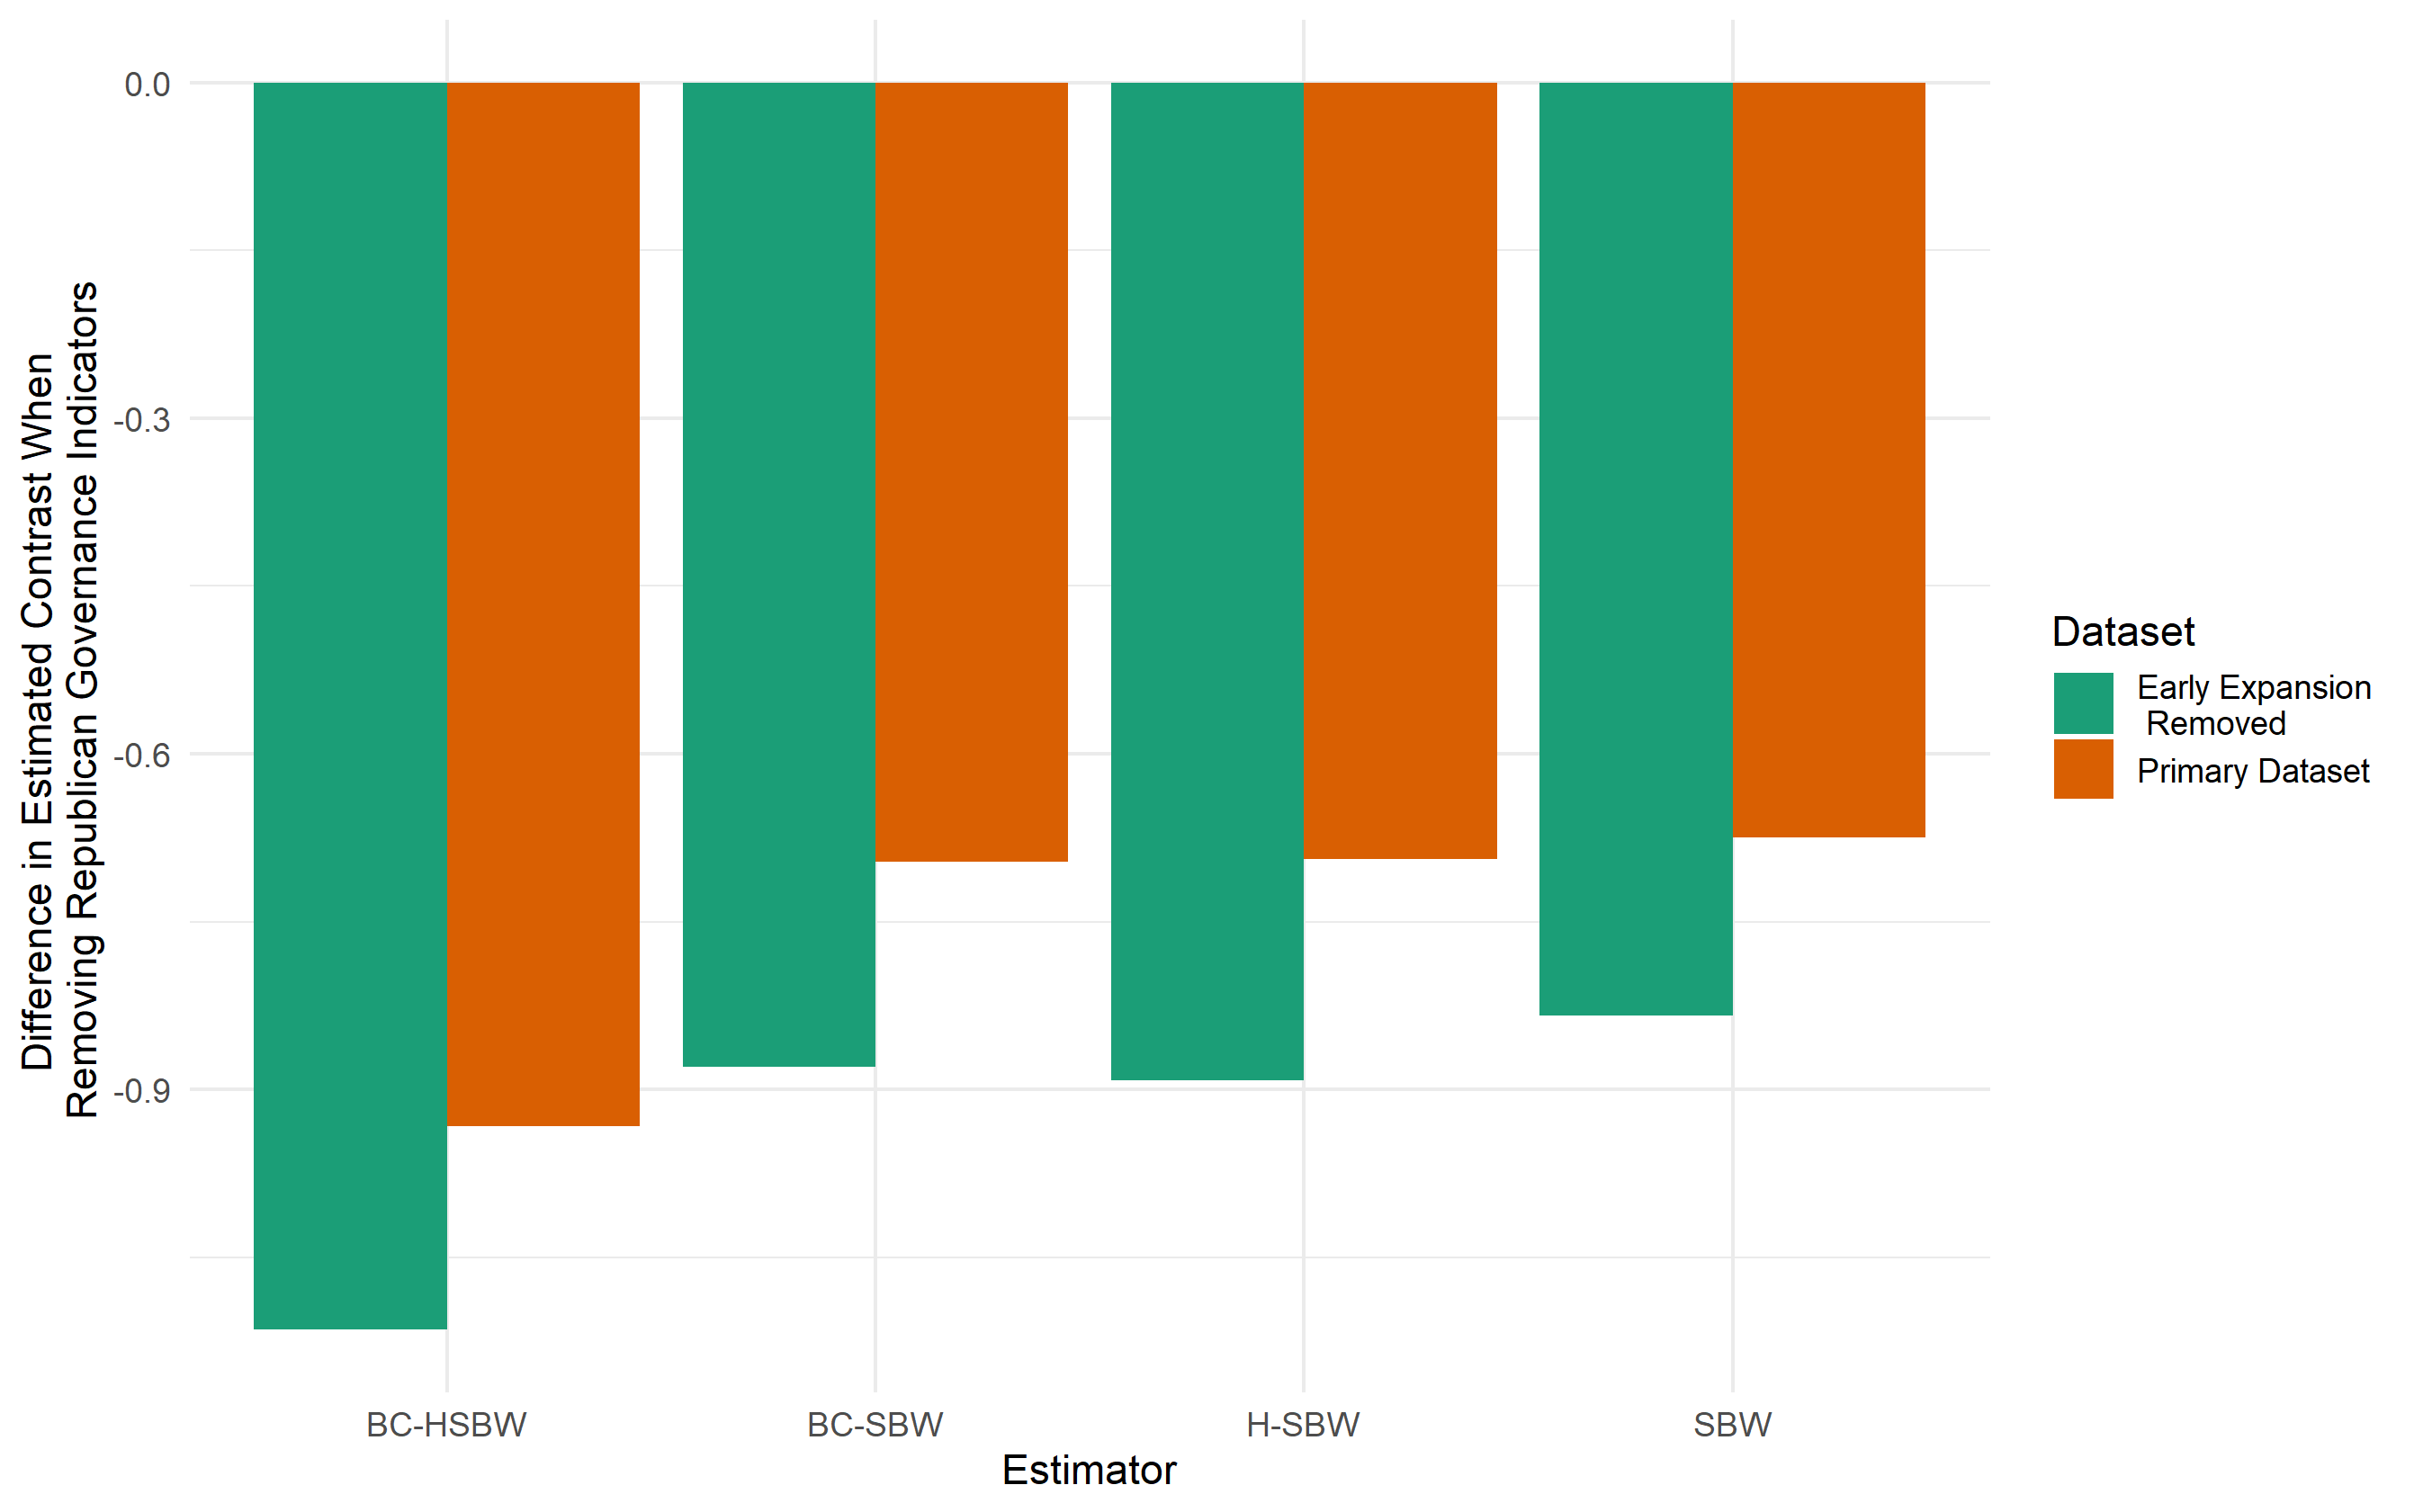 Difference in Estimated Contrast When
Removing Republican Governance Indicators
0.0
-0.3
-0.6
-0.9
BC-HSBW
BC-SBW
H-SBW
SBW
Estimator
Dataset
Early Expansion
Removed
Primary Dataset